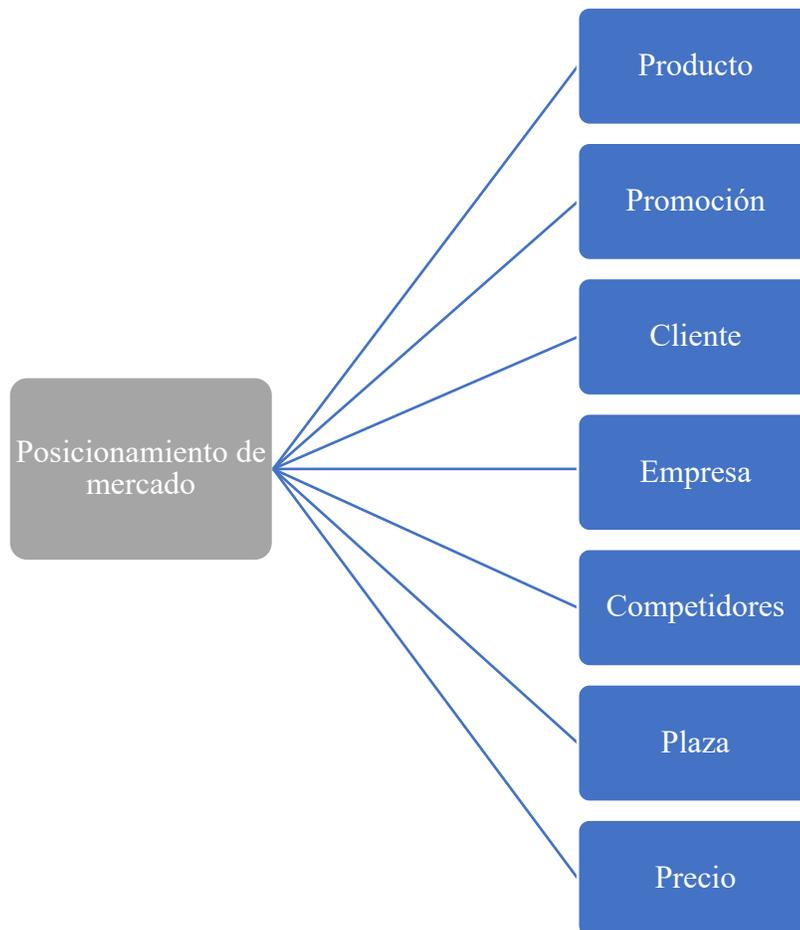 Producto
Promoción
Cliente
Posicionamiento de
mercado
Empresa
Competidores
Plaza
Precio